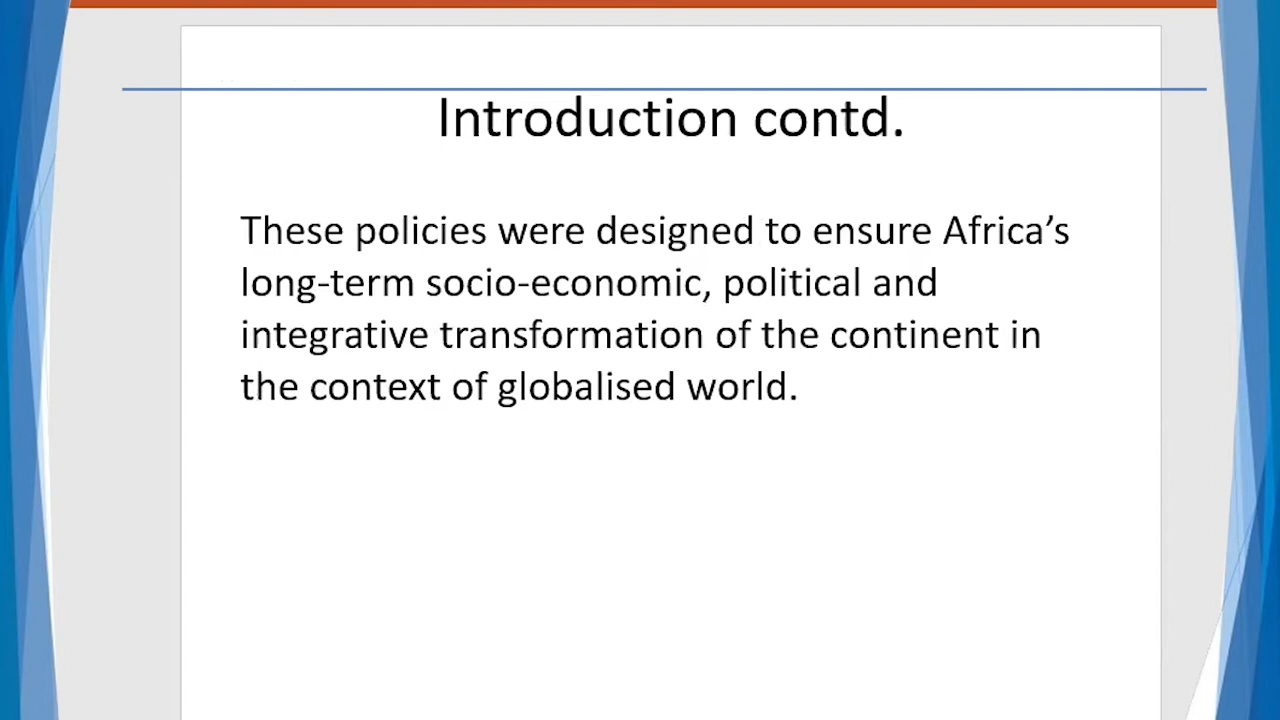 Introduction contd.
These policies were designed to ensure Africa’s
long-term socio-economic, political and
integrative transformation of the continent in
the context of globalised world.